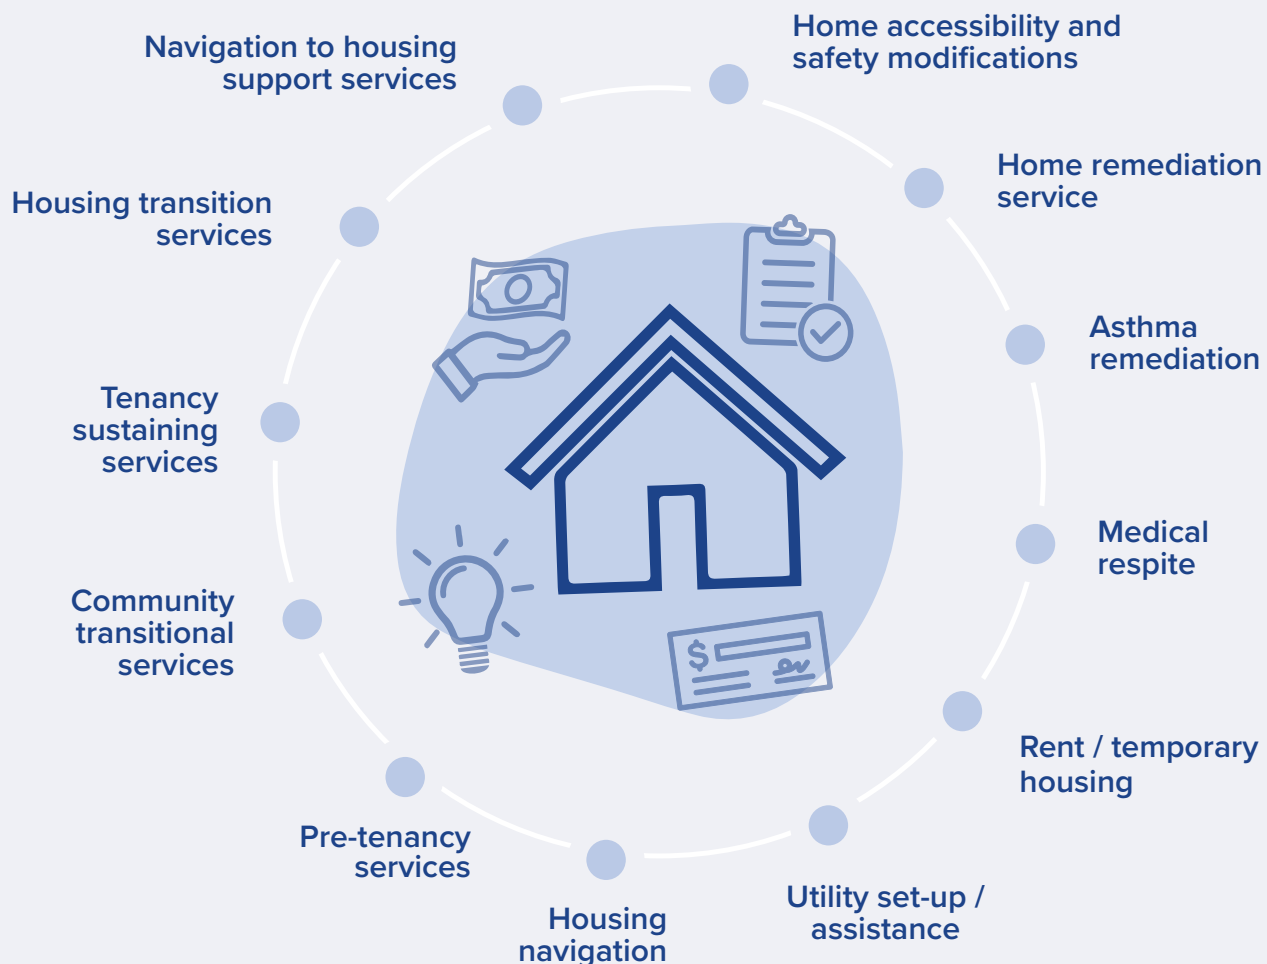 Home accessibility and
safety modifications
Home remediation
service
Asthma
remediation
Medical
respite
Rent / temporary
housing
Utility set-up /
assistance
Housing
navigation
Pre-tenancy
services
Community
transitional
services
Tenancy
sustaining
services
Housing transition
services
Navigation to housing
support services
$